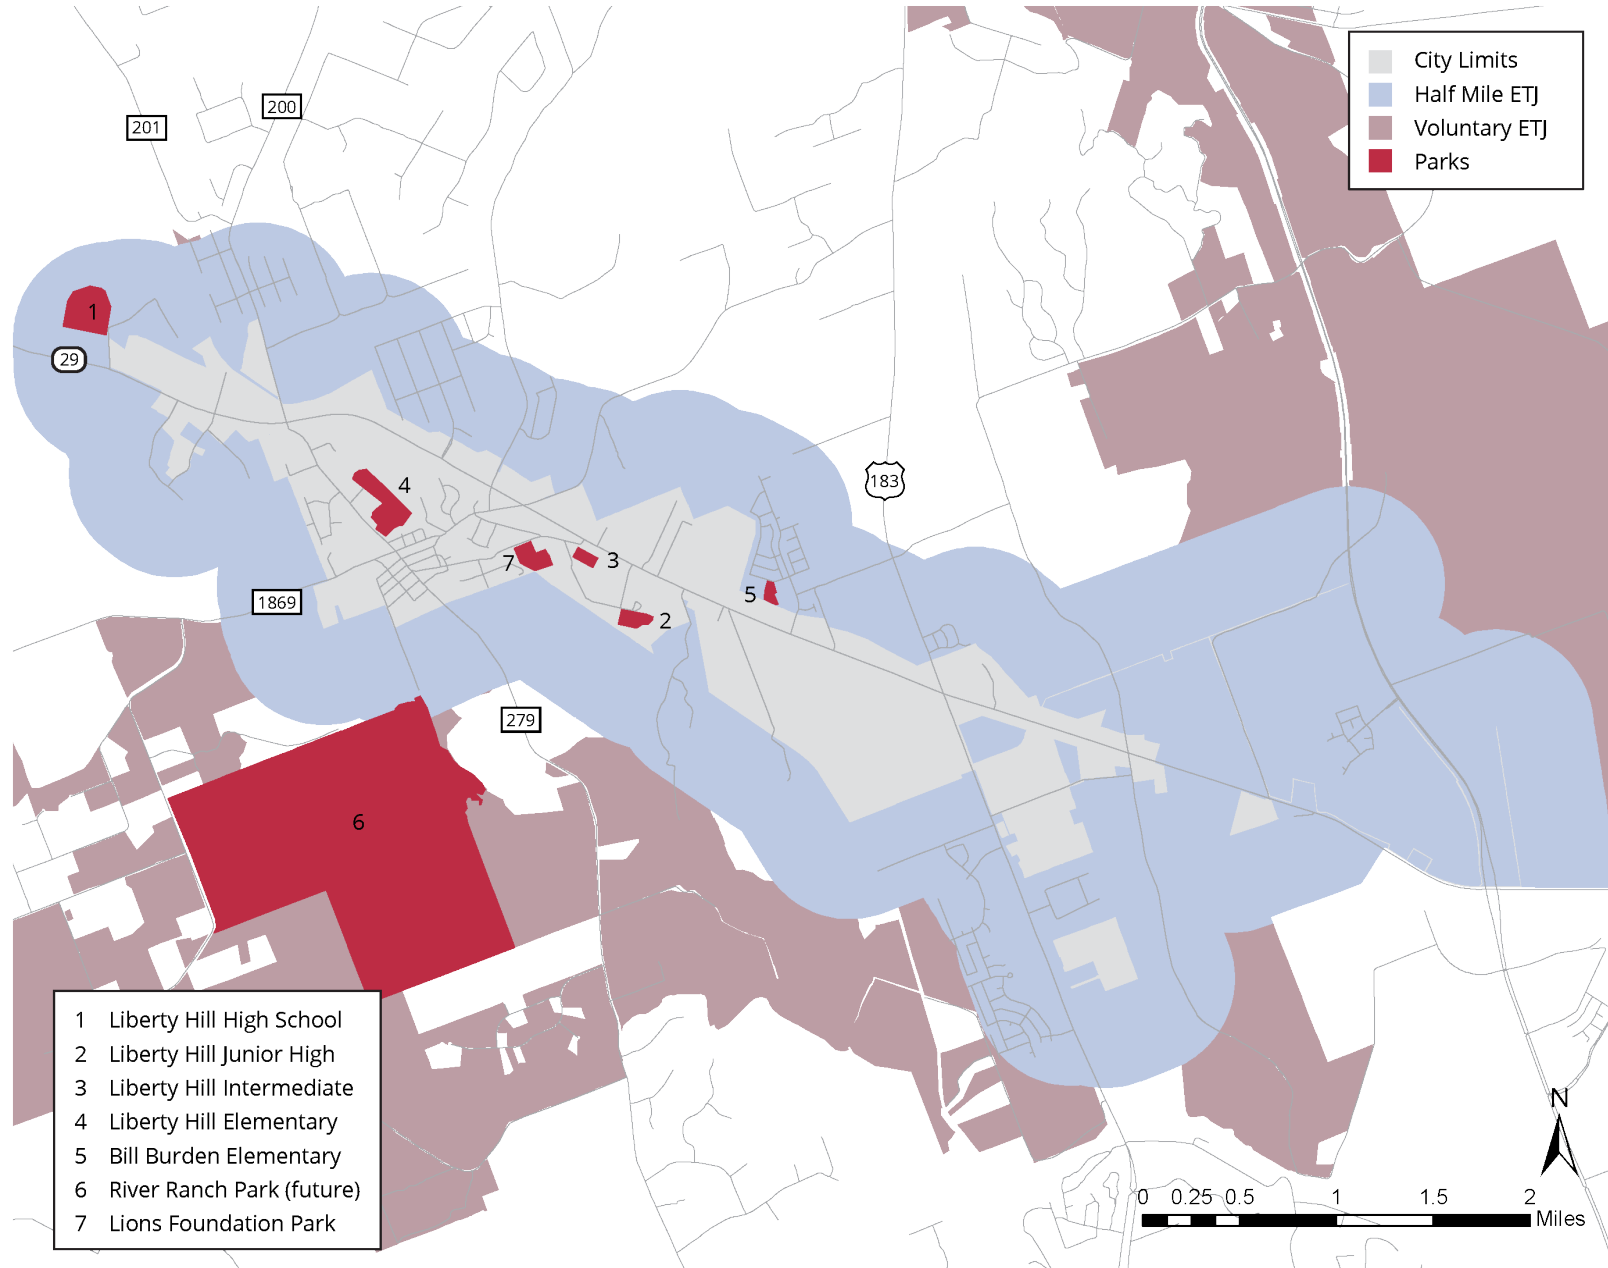 City Limits
Half Mile ETJ
Voluntary ETJ
Parks
200
201
1
29
4
183
7
3
5
1869
2
279
6
1 Liberty Hill High School
2 Liberty Hill Junior High
3 Liberty Hill Intermediate
4 Liberty Hill Elementary
5 Bill Burden Elementary
6 River Ranch Park (future)
7 Lions Foundation Park
N
0 0.25 0.5 1 1.5 2
Miles